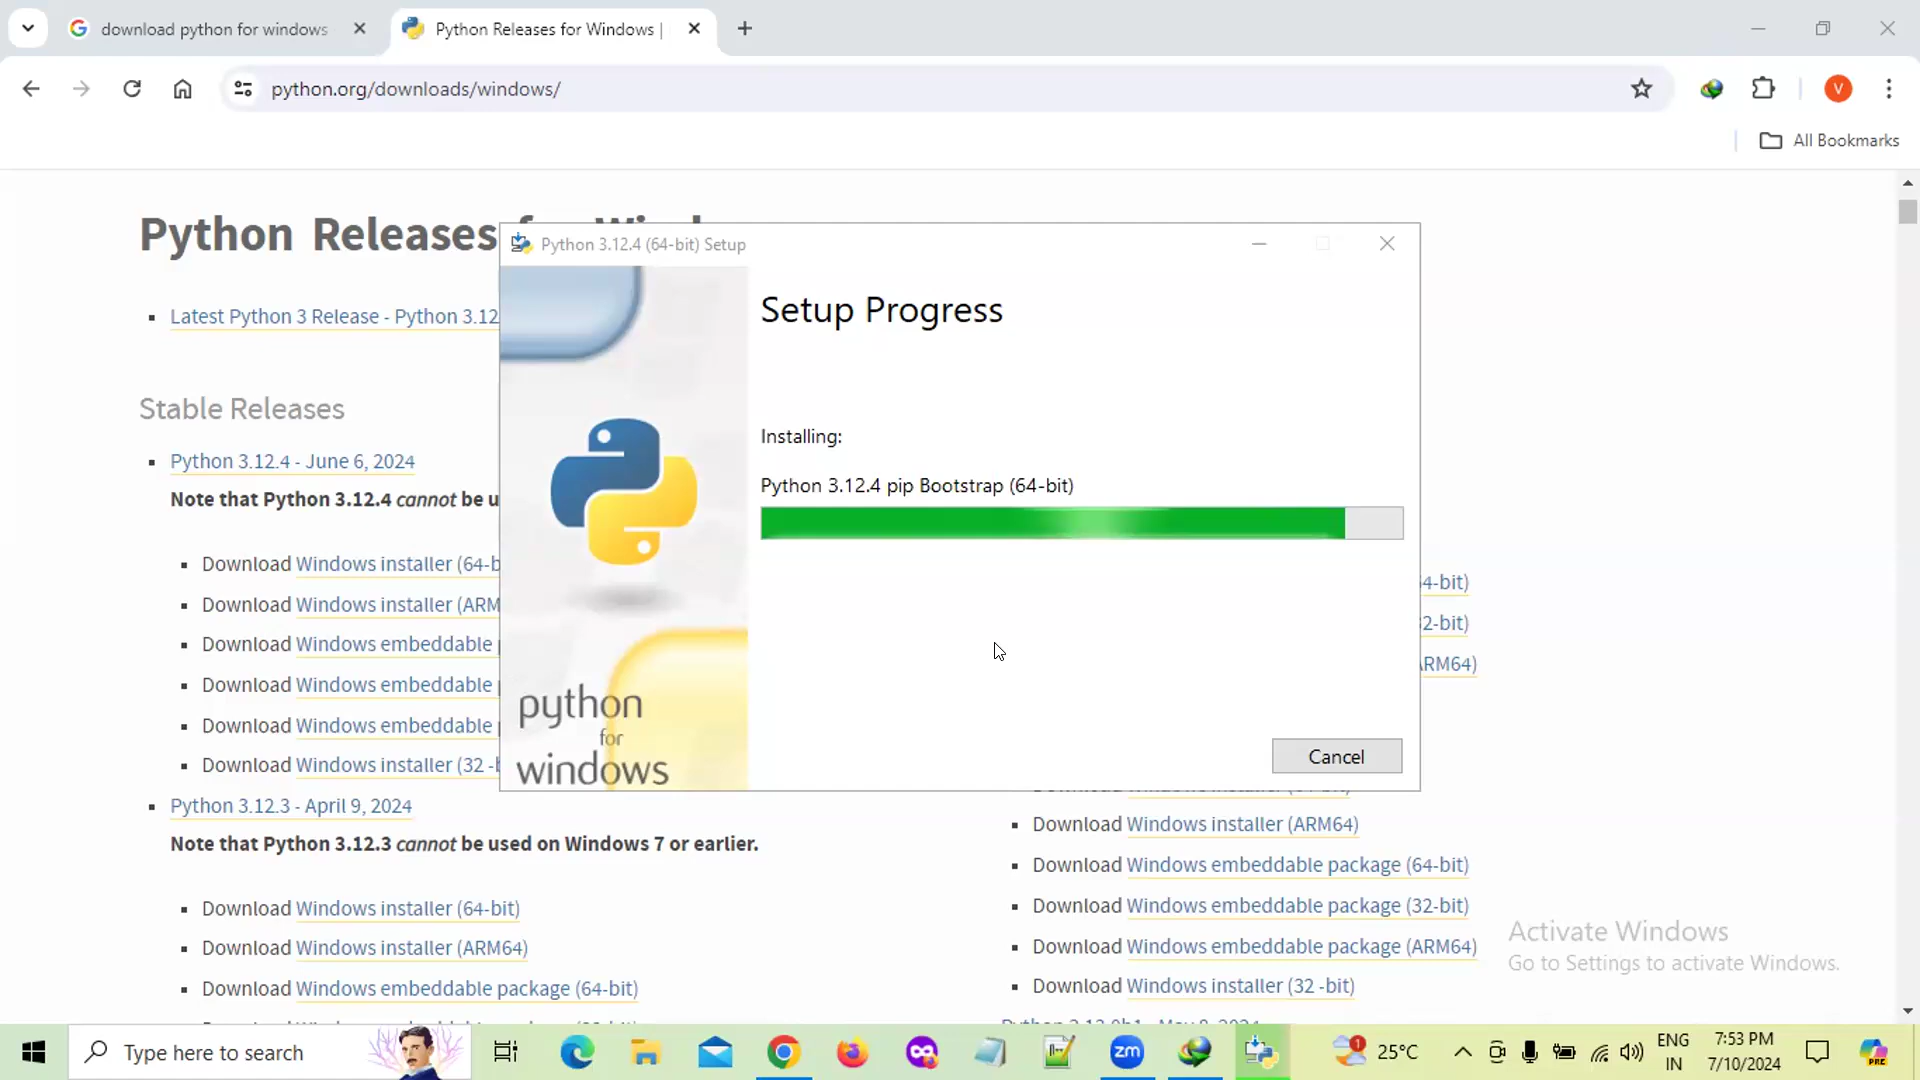 download python for windows
Python Releases for Windows |
python.org/downloads/windows/
V
All Bookmarks
Python Releases
Latest Python 3 Release - Python 3.12
Stable Releases
Python 3.12.4 - June 6, 2024
Note that Python 3.12.4 cannot be u
Download Windows installer (64-b
Download Windows installer (ARM
Download Windows embeddable p
Download Windows embeddable p
Download Windows embeddable p
Download Windows installer (32 -b
Python 3.12.3 - April 9, 2024
Note that Python 3.12.3 cannot be used on Windows 7 or earlier.
Download Windows installer (64-bit)
Download Windows installer (ARM64)
Download Windows embeddable package (64-bit)
Python 3.12.4 (64-bit) Setup
Setup Progress
Installing:
Python 3.12.4 pip Bootstrap (64-bit)
python
for
windows
Cancel
4-bit)
32-bit)
ARM64)
Download Windows installer (ARM64)
Download Windows embeddable package (64-bit)
Download Windows embeddable package (32-bit)
Download Windows embeddable package (ARM64)
Download Windows installer (32 -bit)
Activate Windows
Go to Settings to activate Windows.
Type here to search
zm
1
25°C
ENG
IN
7:53 PM
7/10/2024
PRE